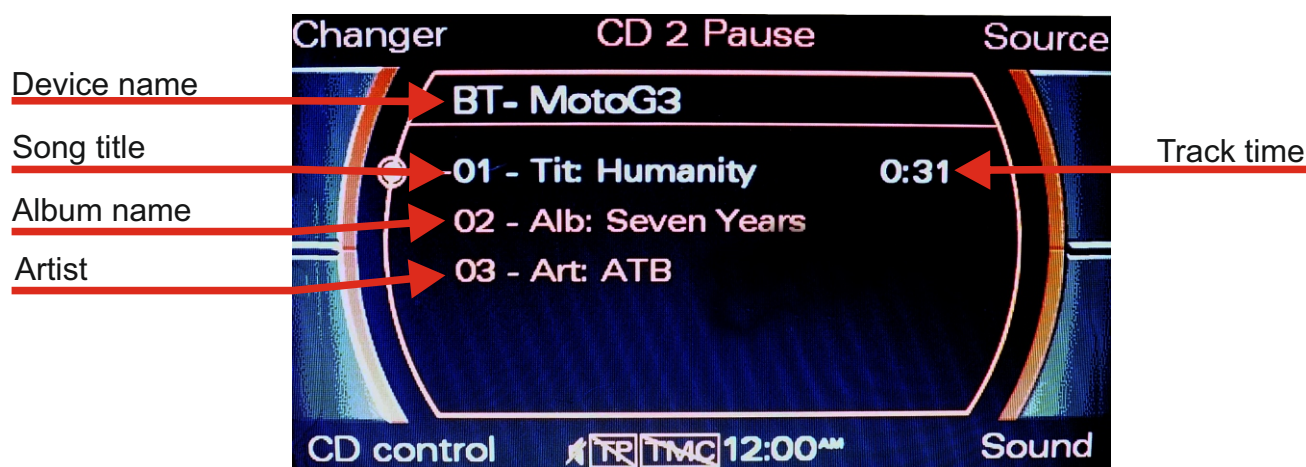 Changer CD 2 Pause Source
Device name BT- MotoG3
Song title 01 - Tit: Humanity 0:31 Track time
Album name 02 - Alb: Seven Years
Artist 03 - Art: ATB
CD control TP TMC 12:00AM Sound